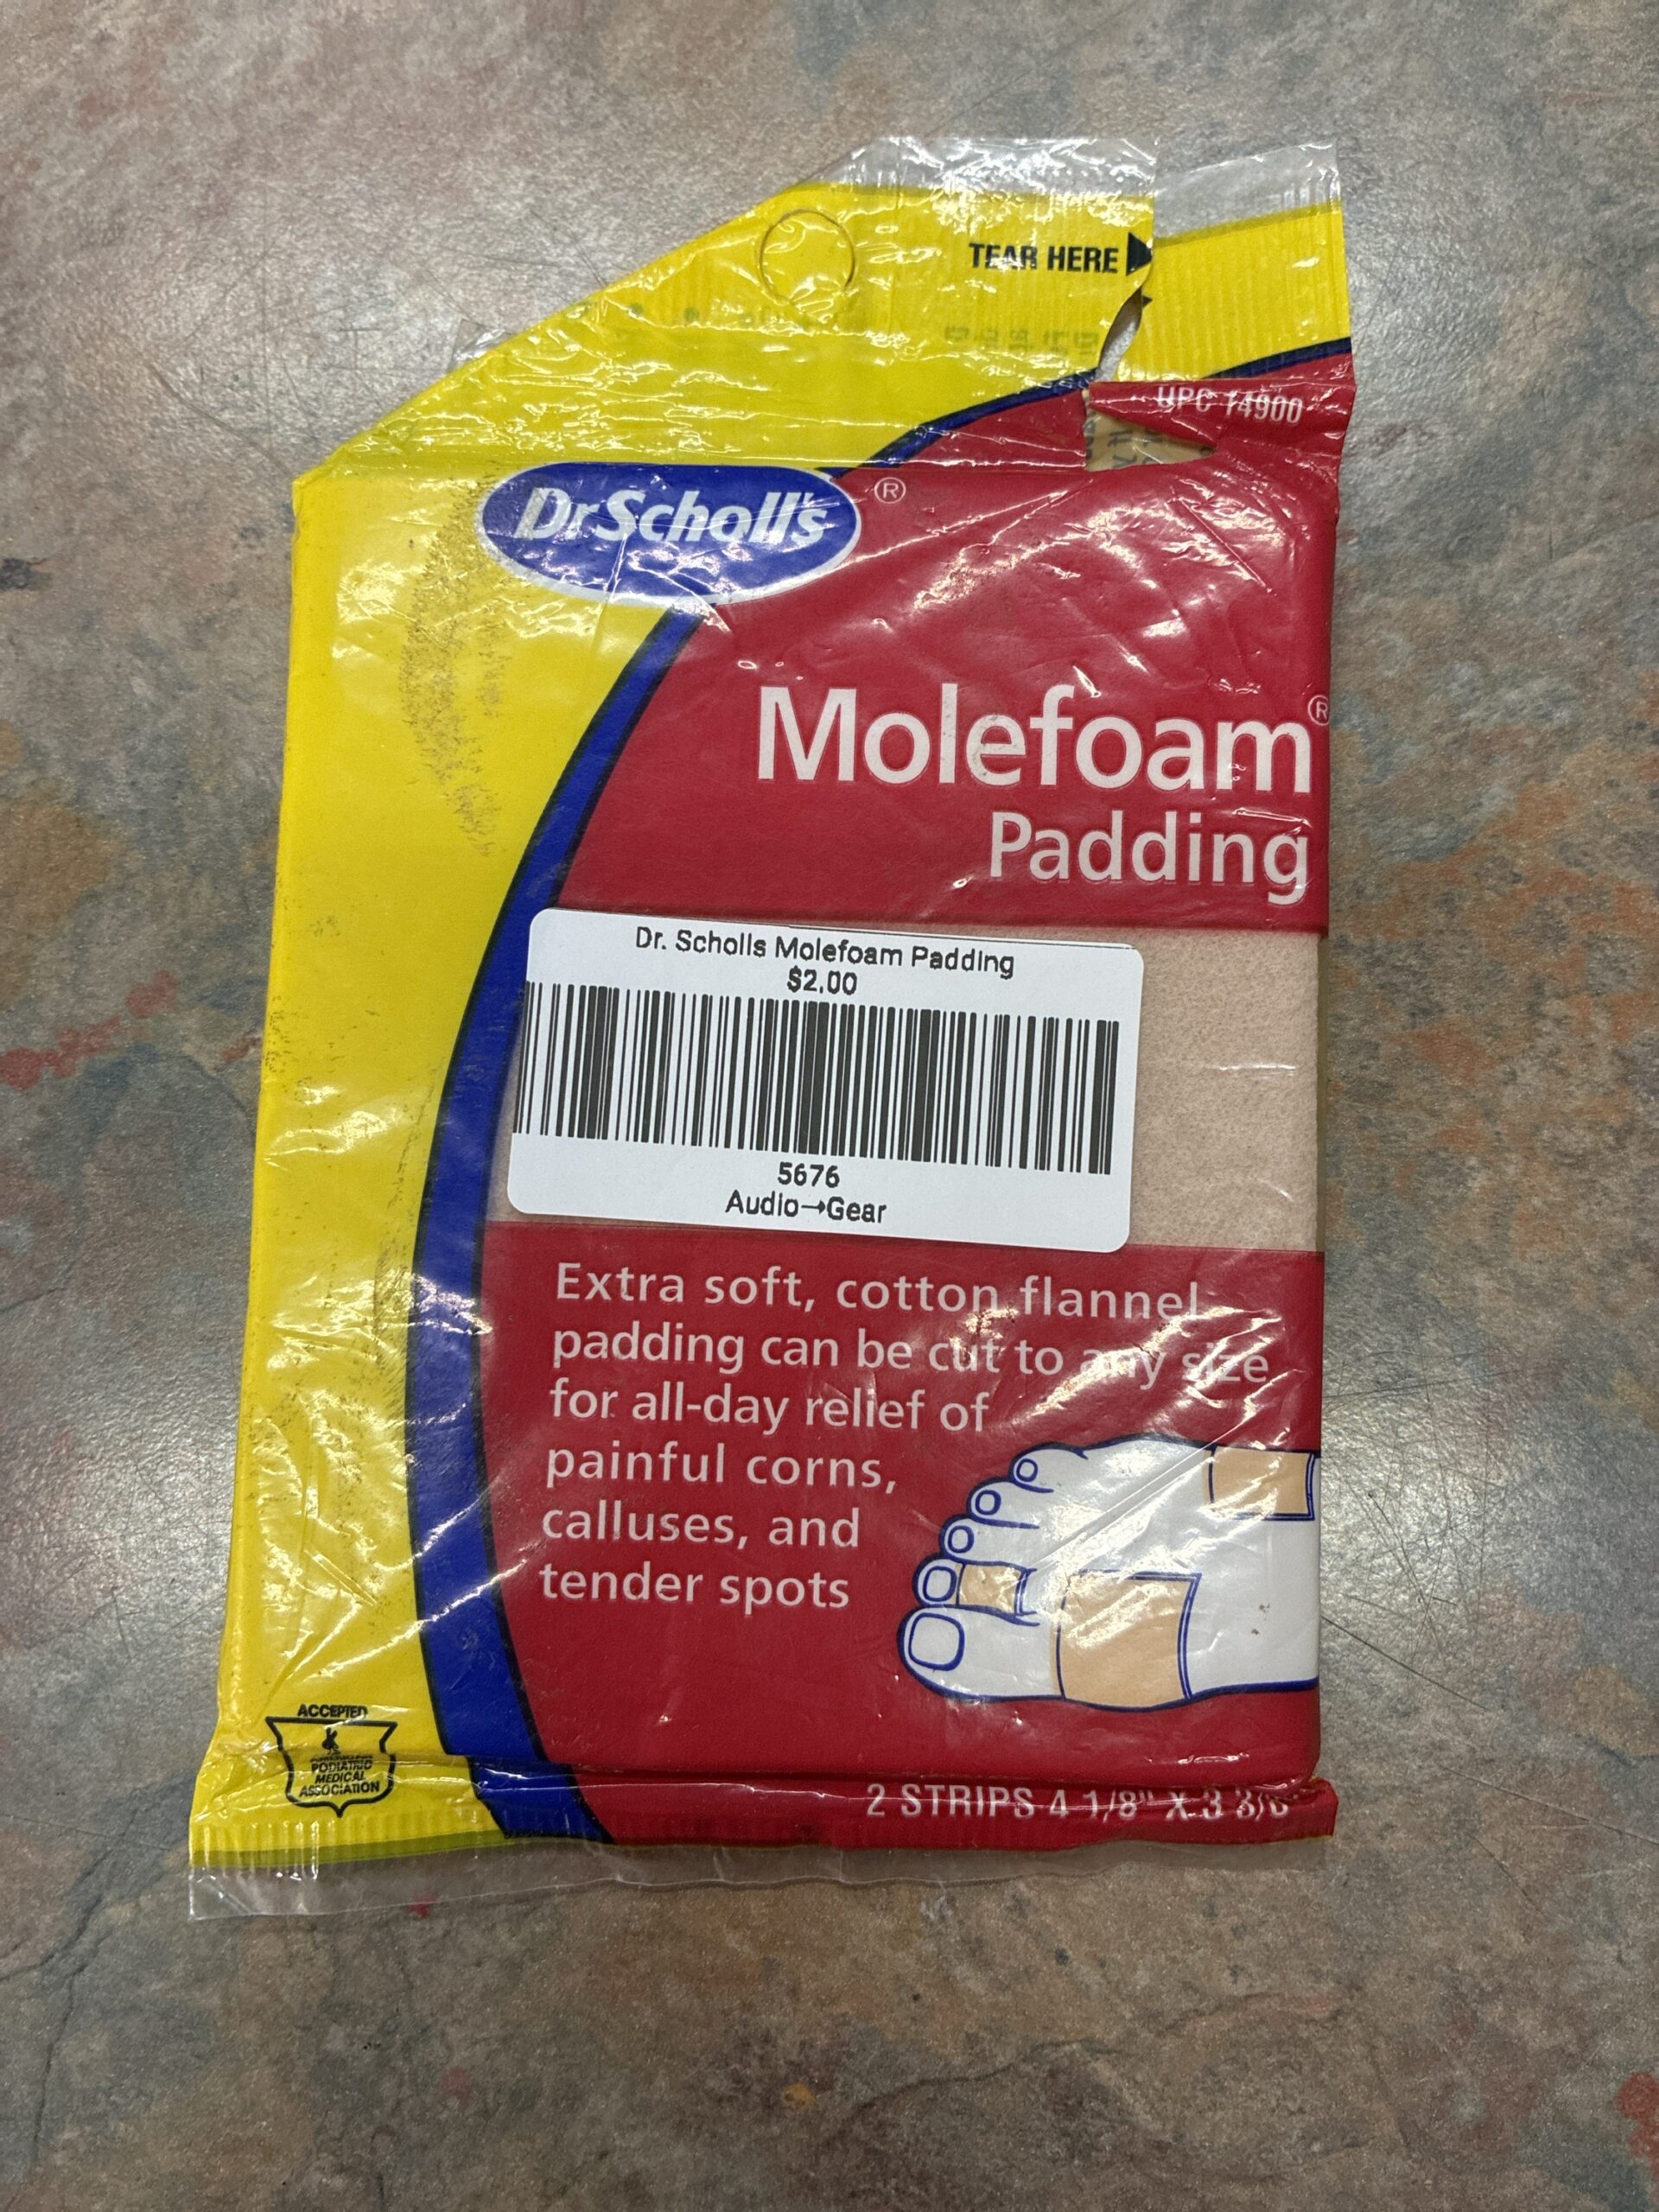 TEAR HERE
UPC 14900
Dr Scholl's ®
Molefoam®
Padding
Dr. Scholls Molefoam Padding
$2.00
5676
Audio→Gear
Extra soft, cotton flannel
padding can be cut to any size
for all-day relief of
painful corns,
calluses, and
tender spots
ACCEPTED
PODIATRIC
MEDICAL
ASSOCIATION
2 STRIPS 4 1/8" X 3 3/8"